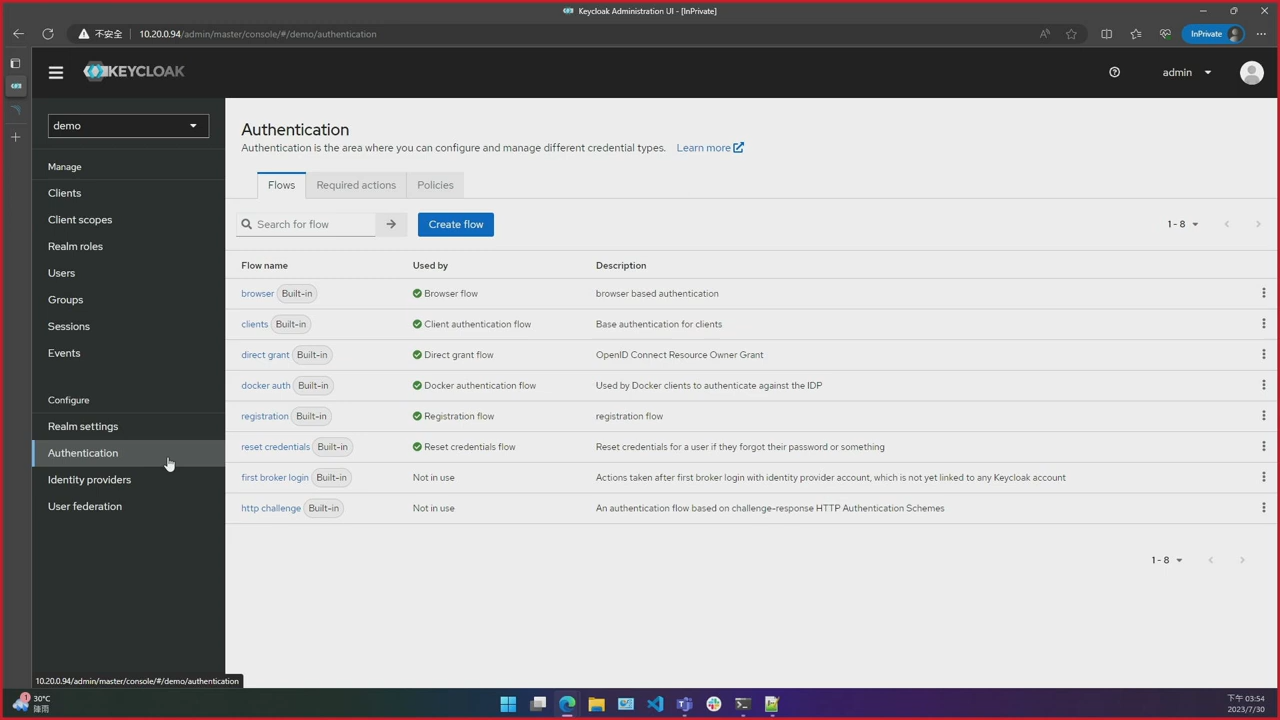 Keycloak Administration UI - [InPrivate]
不安全 10.20.0.94/admin/master/console/#/demo/authentication
InPrivate
KEYCLOAK
admin
demo
Manage
Clients
Client scopes
Realm roles
Users
Groups
Sessions
Events
Configure
Realm settings
Authentication
Identity providers
User federation
Authentication
Authentication is the area where you can configure and manage different credential types. Learn more
Flows Required actions Policies
Search for flow Create flow 1 - 8
Flow name Used by Description
browser Built-in Browser flow browser based authentication
clients Built-in Client authentication flow Base authentication for clients
direct grant Built-in Direct grant flow OpenID Connect Resource Owner Grant
docker auth Built-in Docker authentication flow Used by Docker clients to authenticate against the IDP
registration Built-in Registration flow registration flow
reset credentials Built-in Reset credentials flow Reset credentials for a user if they forgot their password or something
first broker login Built-in Not in use Actions taken after first broker login with identity provider account, which is not yet linked to any Keycloak account
http challenge Built-in Not in use An authentication flow based on challenge-response HTTP Authentication Schemes
1 - 8
10.20.0.94/admin/master/console/#/demo/authentication
1
30°C
陣雨
下午 03:54
2023/7/30